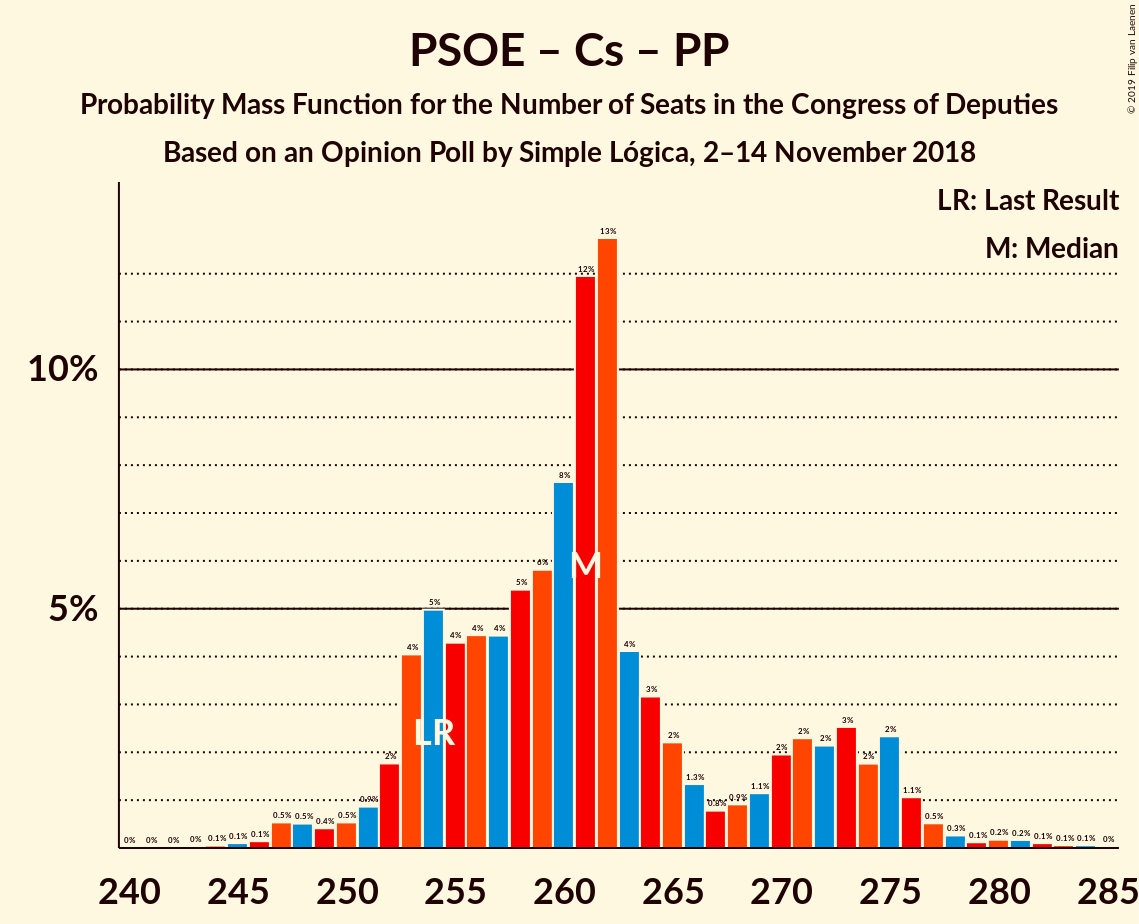 PSOE – Cs – PP
Probability Mass Function for the Number of Seats in the Congress of Deputies
Based on an Opinion Poll by Simple Lógica, 2–14 November 2018
© 2019 Filip van Laenen
LR: Last Result
M: Median
10%
5%
0% 0% 0% 0% 0.1% 0.1% 0.1% 0.5% 0.5% 0.4% 0.5% 0.9% 2% 4% 5% 4% 4% 4% 5% 6% 8% 12% 13% 4% 3% 2% 1.3% 0.8% 0.9% 1.1% 2% 2% 2% 3% 2% 2% 1.1% 0.5% 0.3% 0.1% 0.2% 0.2% 0.1% 0.1% 0.1% 0%
LR
M
240 245 250 255 260 265 270 275 280 285